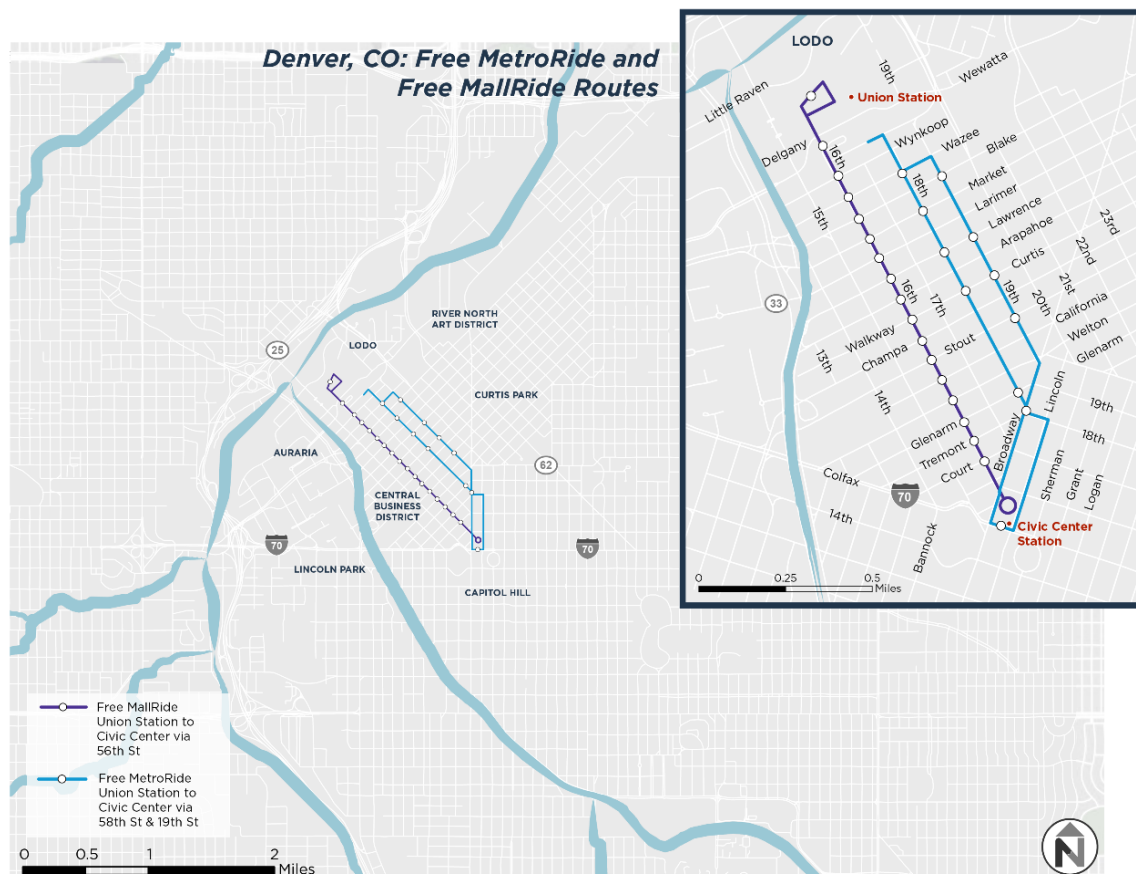 Denver, CO: Free MetroRide and
Free MallRide Routes
RIVER NORTH
ART DISTRICT
LODO
25
CURTIS PARK
AURARIA
62
CENTRAL
BUSINESS
DISTRICT
70
70
LINCOLN PARK
CAPITOL HILL
Free MallRide
Union Station to
Civic Center via
56th St
Free MetroRide
Union Station to
Civic Center via
58th St & 19th St
0 0.5 1 2
Miles
N
LODO
19th
Wewatta
Little Raven
Union Station
Wynkoop
Wazee
Blake
Delgany
16th
18th
Market
Larimer
Lawrence
Arapahoe
Curtis
23rd
22nd
21st
20th
19th
15th
16th
17th
33
California
Welton
Glenarm
Walkway
Champa
Stout
13th
14th
Lincoln
19th
18th
Glenarm
Tremont
Court
Broadway
Sherman
Grant
Logan
Colfax
70
14th
Bannock
Civic Center
Station
0 0.25 0.5
Miles